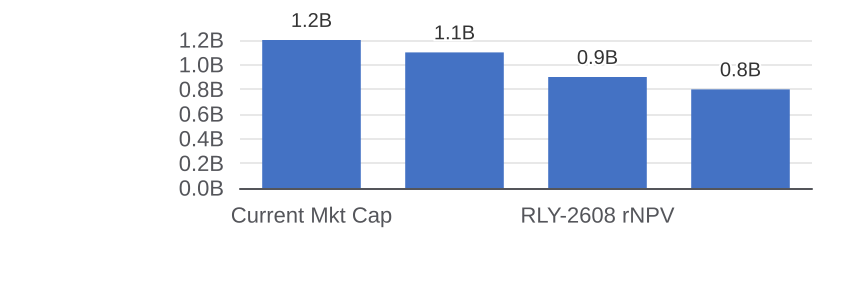 1.2B
1.1B
0.9B
0.8B
1.2B
1.0B
0.8B
0.6B
0.4B
0.2B
0.0B
Current Mkt Cap
RLY-2608 rNPV